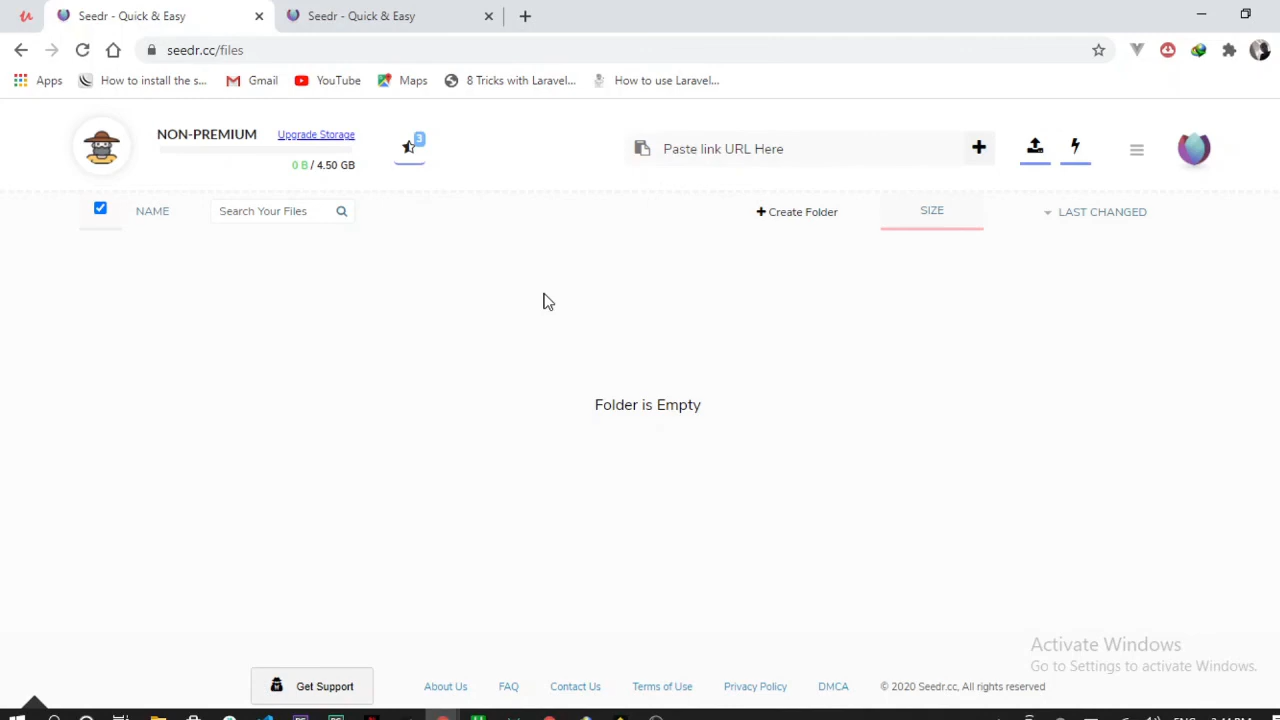 Seedr - Quick & Easy
Seedr - Quick & Easy
seedr.cc/files
Apps
How to install the s...
Gmail
YouTube
Maps
8 Tricks with Laravel...
How to use Laravel...
NON-PREMIUM
Upgrade Storage
0 B / 4.50 GB
3
Paste link URL Here
NAME
Search Your Files
Create Folder
SIZE
LAST CHANGED
Folder is Empty
Activate Windows
Go to Settings to activate Windows.
Get Support
About Us
FAQ
Contact Us
Terms of Use
Privacy Policy
DMCA
© 2020 Seedr.cc, All rights reserved